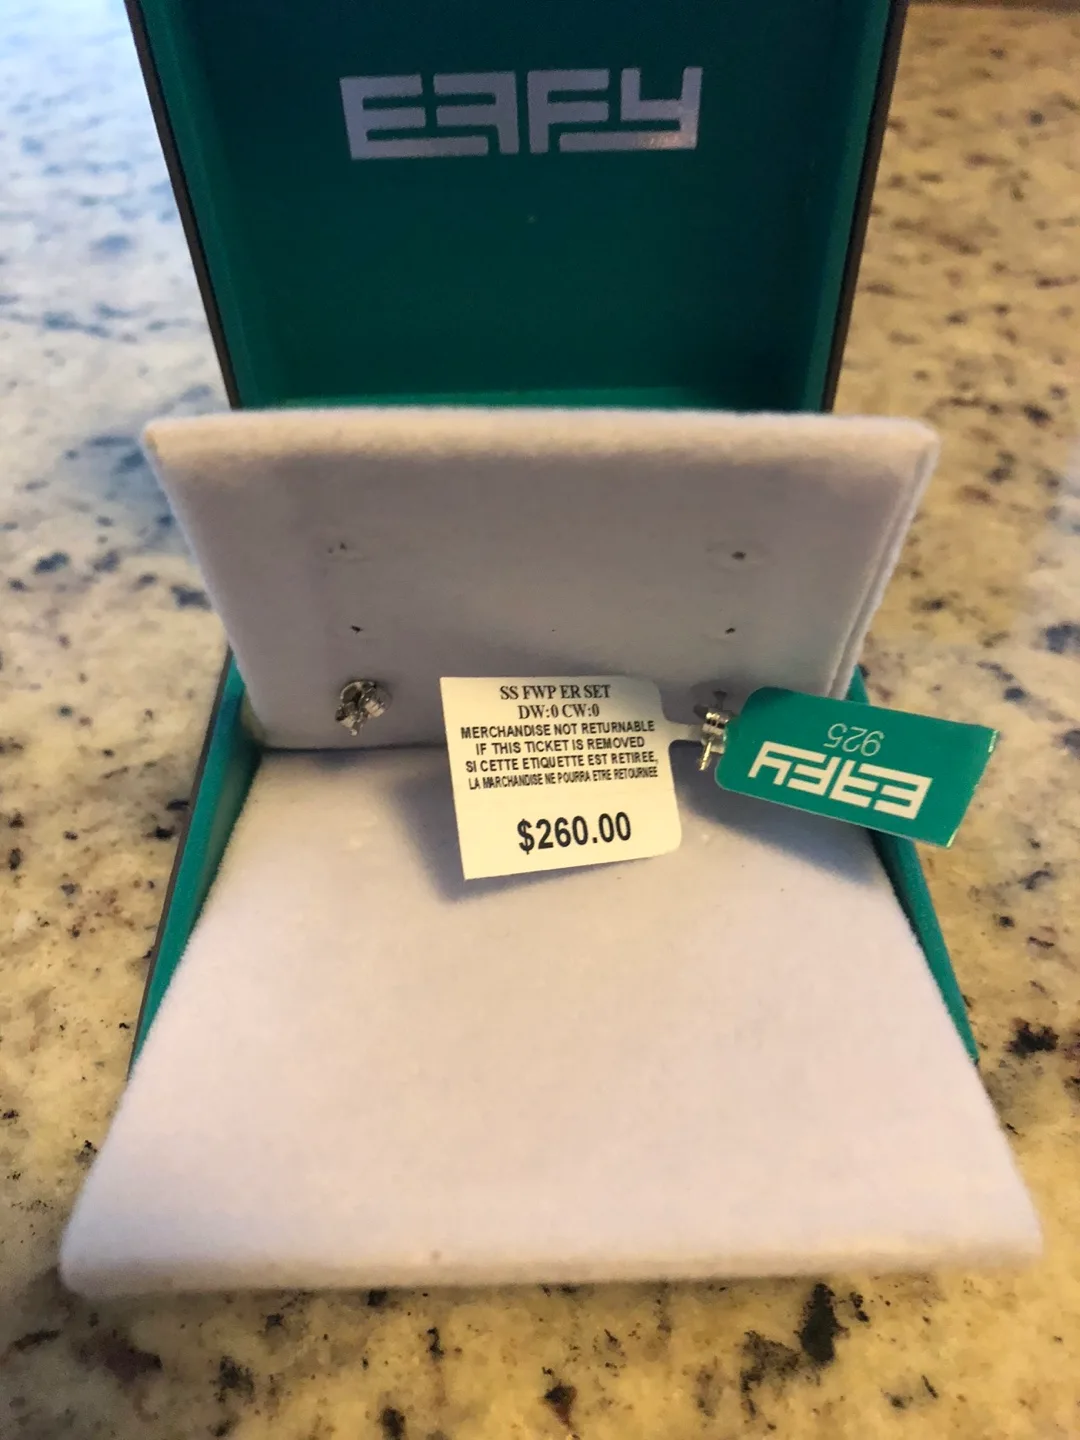 EFFY
SS FWP ER SET
DW:0 CW:0
MERCHANDISE NOT RETURNABLE
IF THIS TICKET IS REMOVED
SI CETTE ETIQUETTE EST RETIREE,
LA MARCHANDISE NE POURRA ETRE RETOURNEE
$260.00
EFFY
925